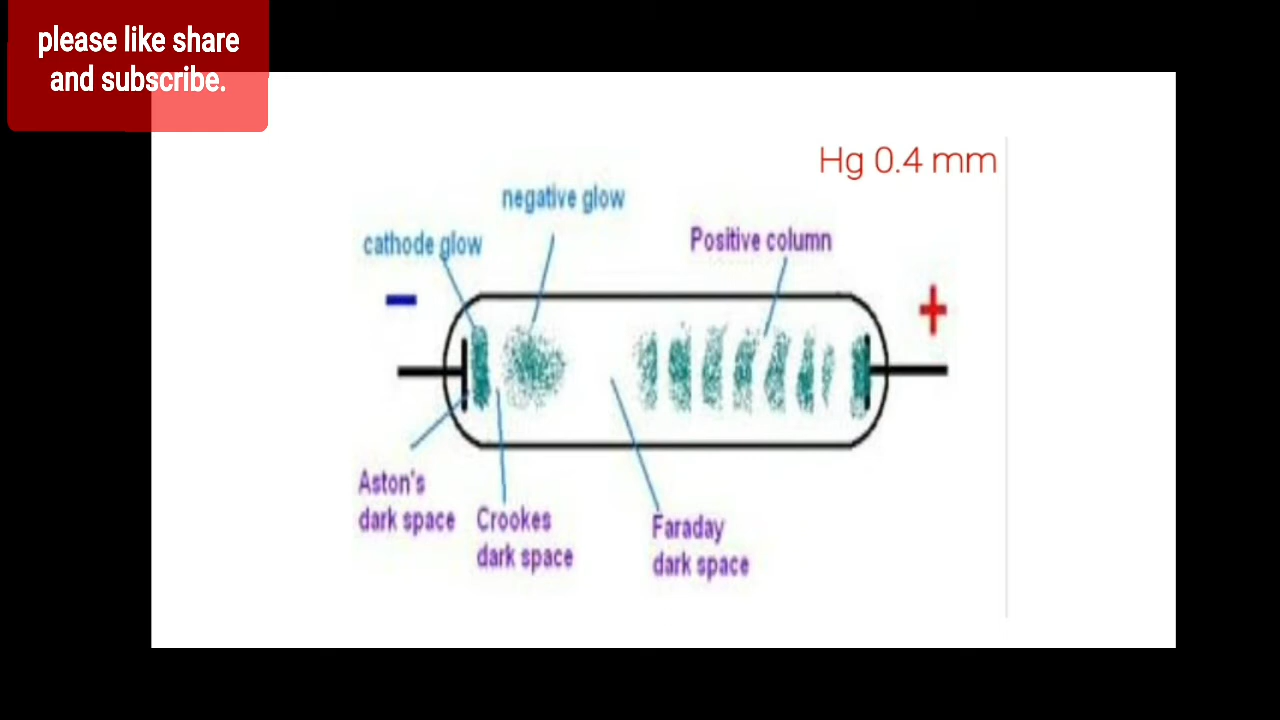 please like share
and subscribe.
Hg 0.4 mm
negative glow
cathode glow
Positive column
−
+
Aston's
dark space
Crookes
dark space
Faraday
dark space